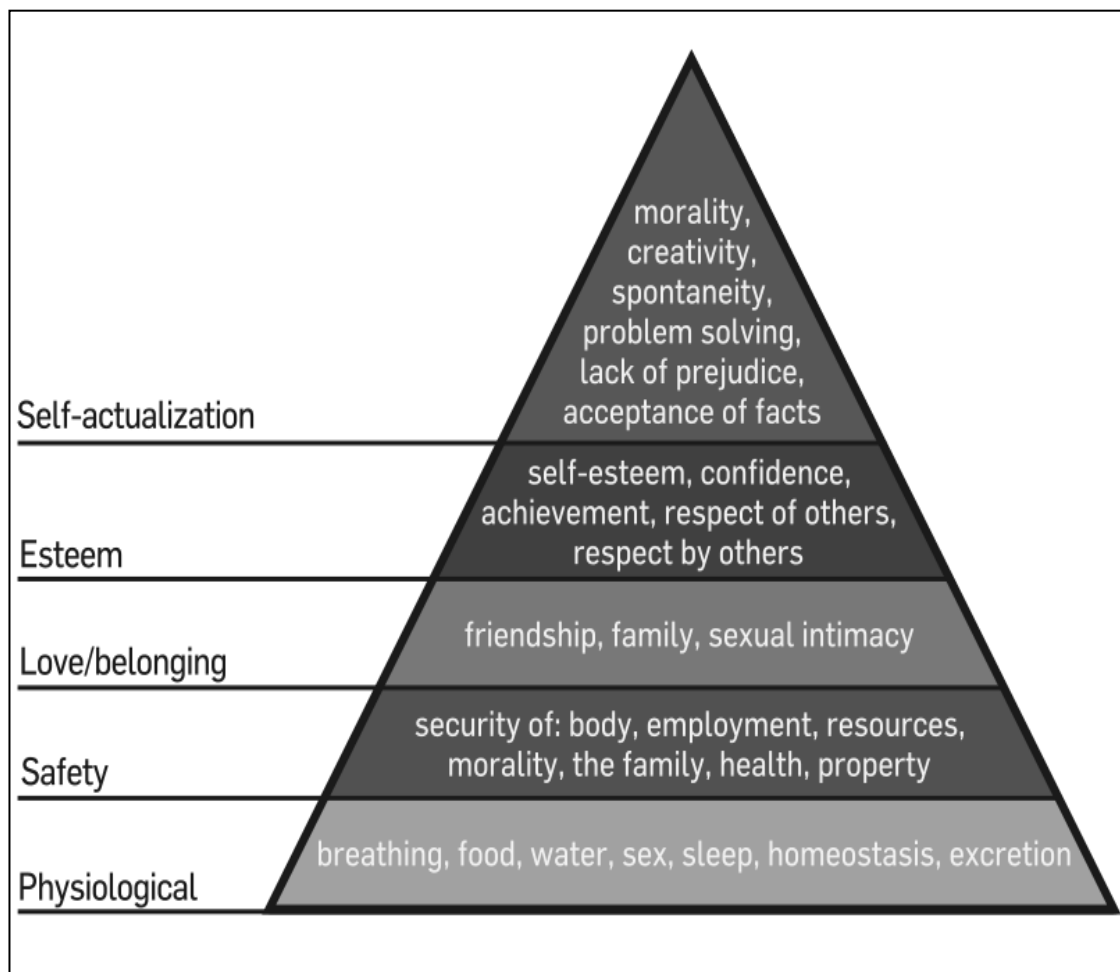 morality,
creativity,
spontaneity,
problem solving,
lack of prejudice,
acceptance of facts
Self-actualization
self-esteem, confidence,
achievement, respect of others,
respect by others
Esteem
friendship, family, sexual intimacy
Love/belonging
security of: body, employment, resources,
morality, the family, health, property
Safety
breathing, food, water, sex, sleep, homeostasis, excretion
Physiological